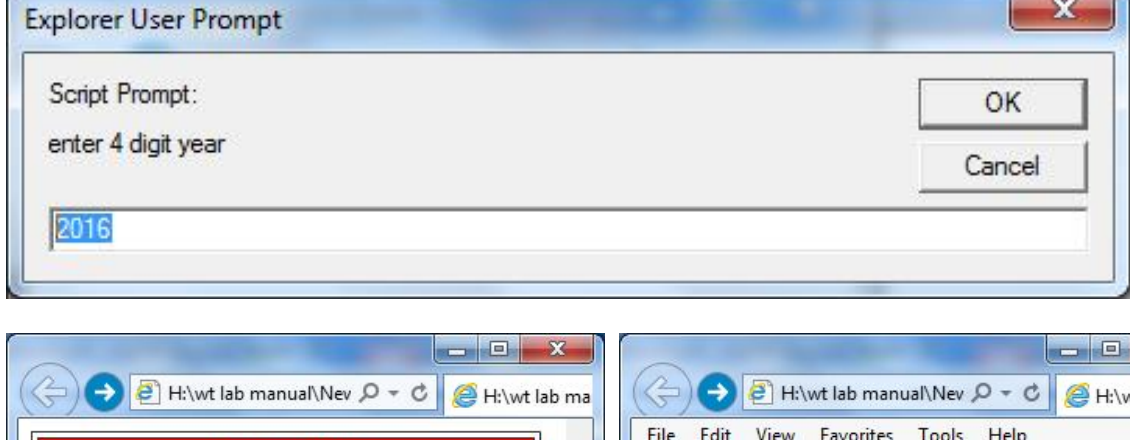 Explorer User Prompt
X
Script Prompt:
OK
enter 4 digit year
Cancel
2016
H:\wt lab manual\Nev
H:\wt lab ma
H:\wt lab manual\Nev
H:\w
File Edit View Favorites Tools Help